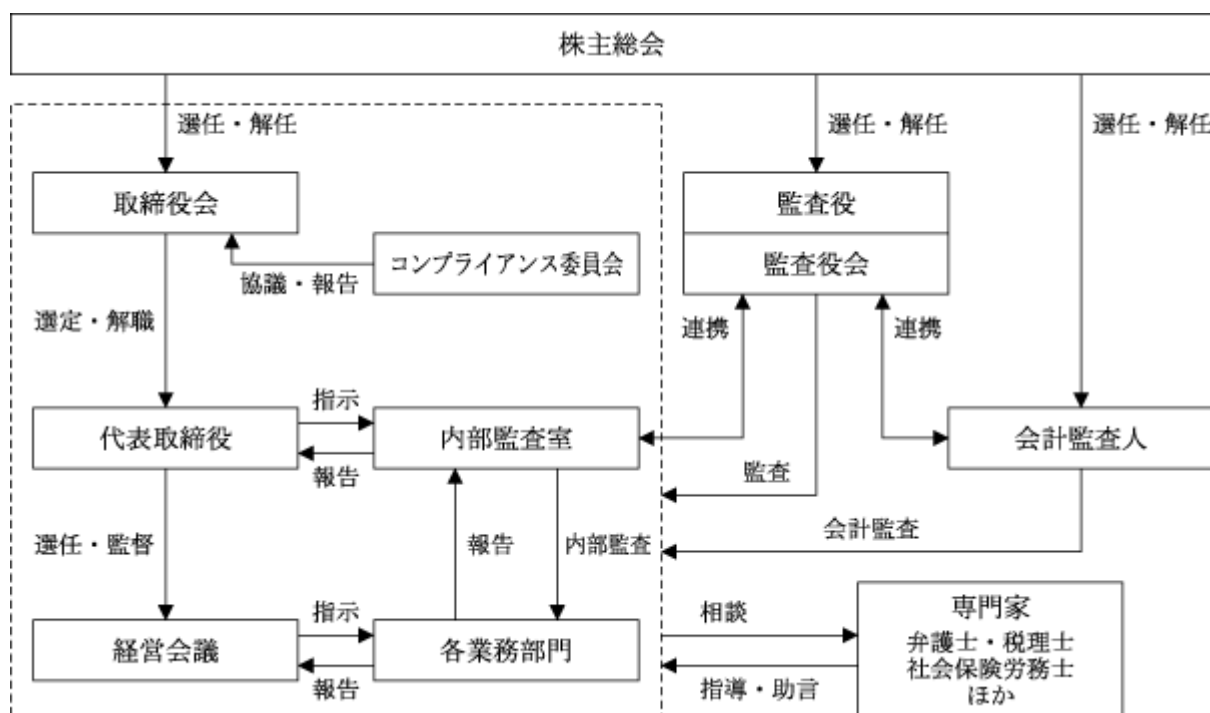 株主総会
選任・解任
選任・解任
選任・解任
取締役会
監査役
コンプライアンス委員会
監査役会
協議・報告
選定・解職
連携
連携
指示
代表取締役
内部監査室
会計監査人
報告
監査
会計監査
選任・監督
報告
内部監査
指示
相談
専門家
経営会議
各業務部門
弁護士・税理士
社会保険労務士
報告
指導・助言
ほか